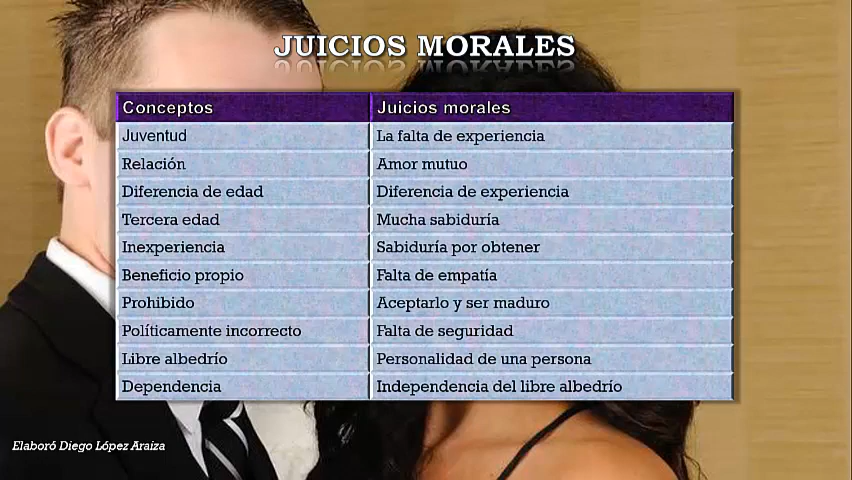 JUICIOS MORALES
Conceptos Juicios morales
Juventud La falta de experiencia
Relación Amor mutuo
Diferencia de edad Diferencia de experiencia
Tercera edad Mucha sabiduría
Inexperiencia Sabiduría por obtener
Beneficio propio Falta de empatía
Prohibido Aceptarlo y ser maduro
Políticamente incorrecto Falta de seguridad
Libre albedrío Personalidad de una persona
Dependencia Independencia del libre albedrío
Elaboró Diego López Araiza